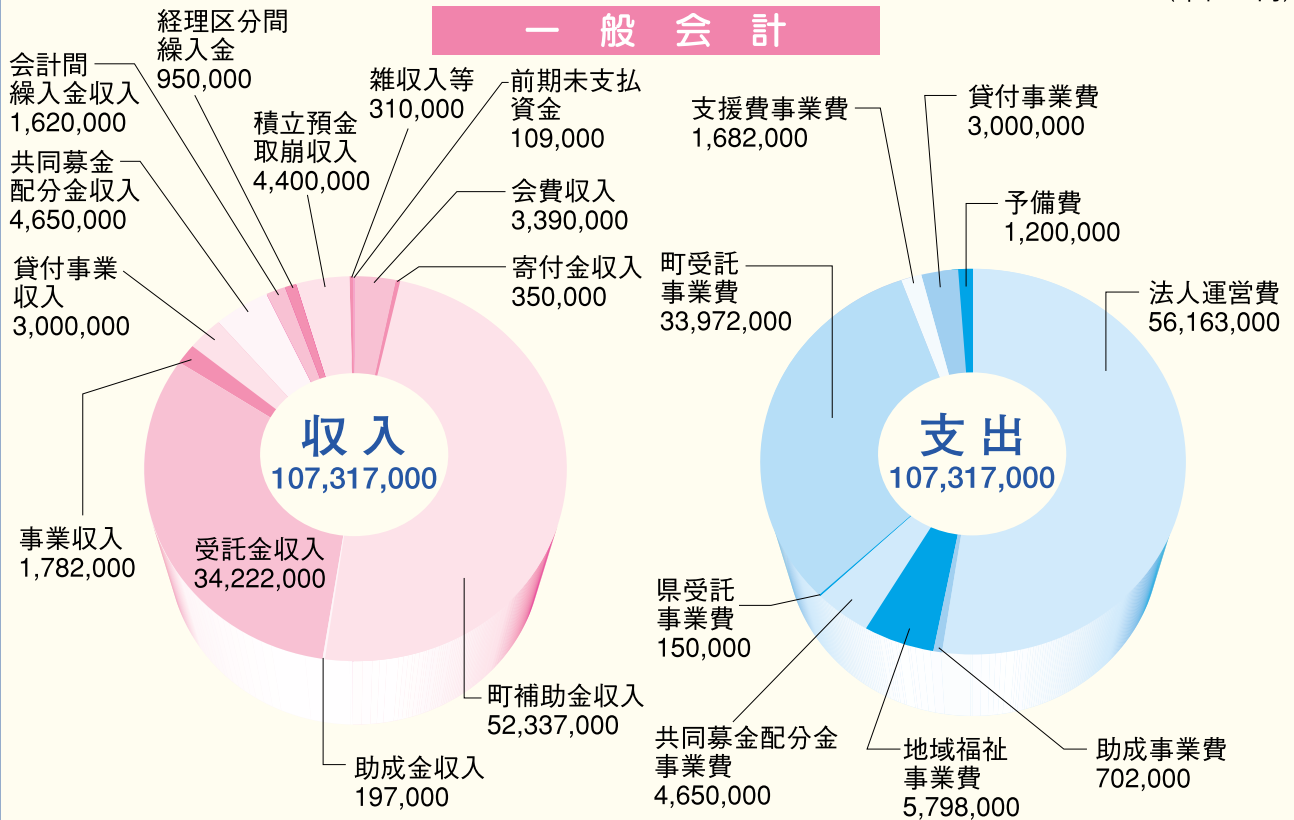 一般会計
経理区分間
繰入金
950,000
会計間
繰入金収入
1,620,000
共同募金
配分金収入
4,650,000
貸付事業
収入
3,000,000
事業収入
1,782,000
積立預金
取崩収入
4,400,000
雑収入等
310,000
前期末支払
資金
109,000
会費収入
3,390,000
寄付金収入
350,000
収入
107,317,000
受託金収入
34,222,000
町補助金収入
52,337,000
助成金収入
197,000
支援費事業費
1,682,000
貸付事業費
3,000,000
予備費
1,200,000
町受託
事業費
33,972,000
法人運営費
56,163,000
支出
107,317,000
県受託
事業費
150,000
共同募金配分金
事業費
4,650,000
地域福祉
事業費
5,798,000
助成事業費
702,000